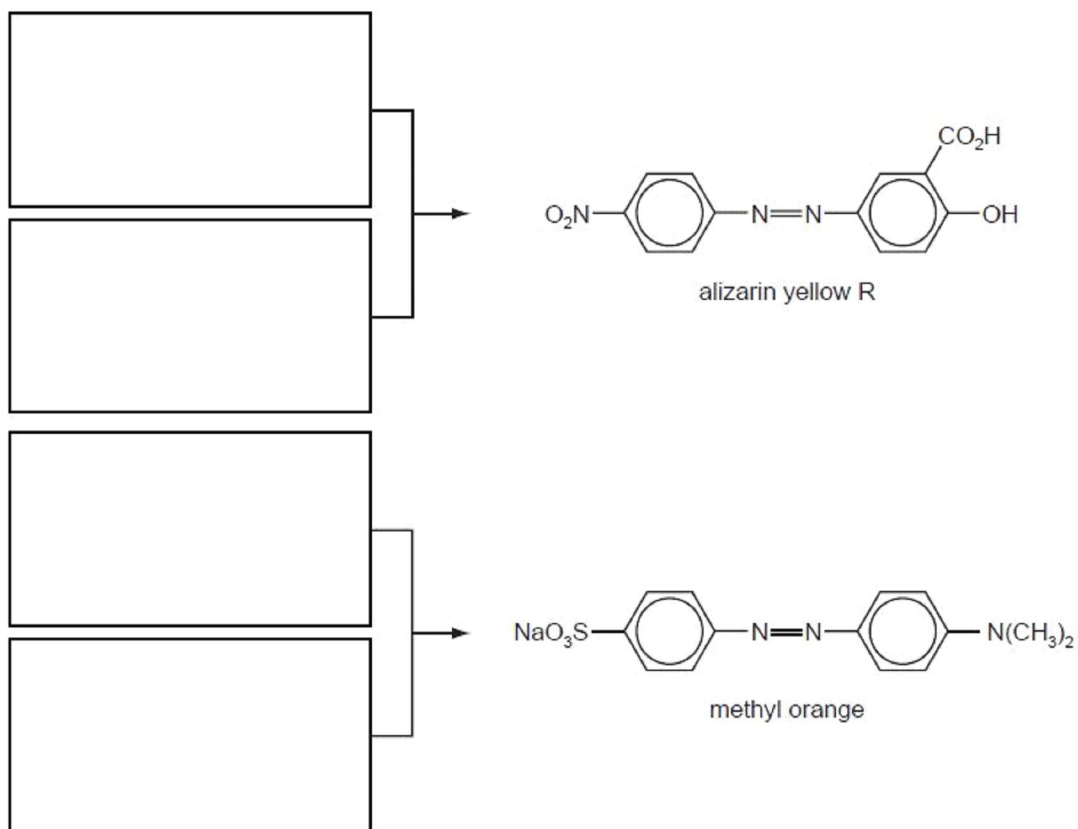 CO₂H
O₂N N N OH
alizarin yellow R
NaO₃S N N N(CH₃)₂
methyl orange